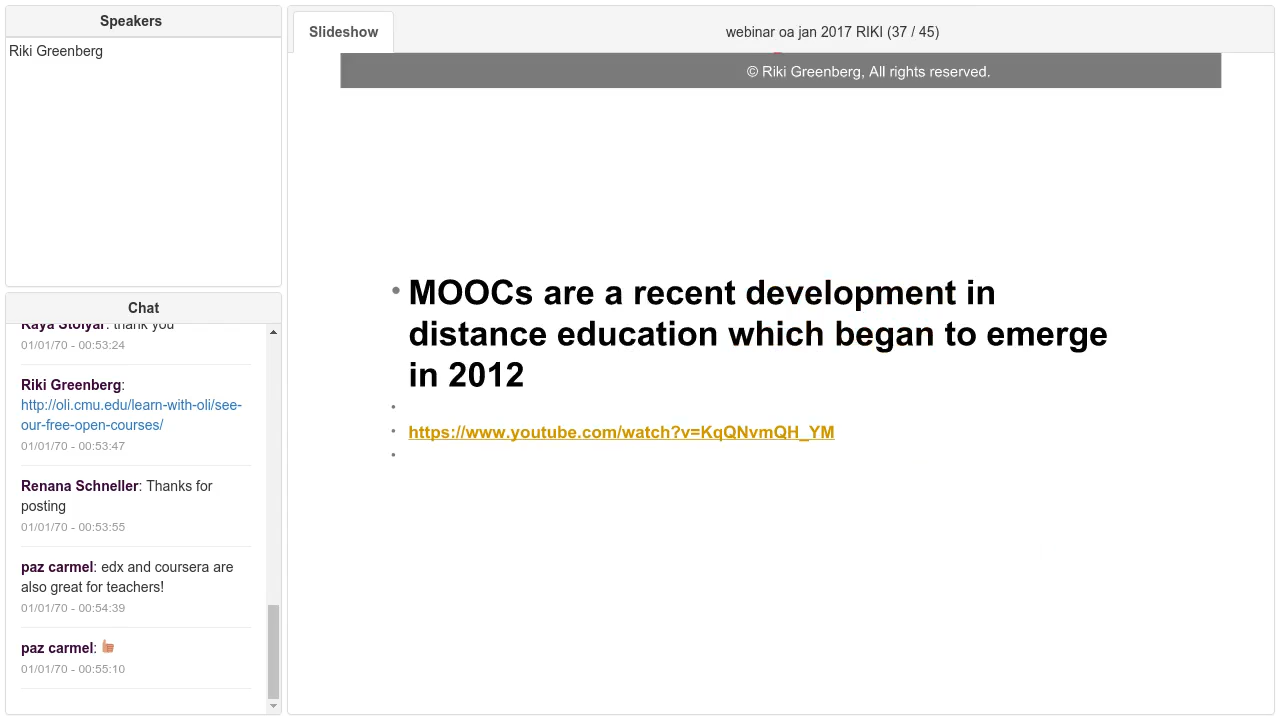 Speakers
Riki Greenberg
Chat
Raya Stolyar: thank you
01/01/70 - 00:53:24
Riki Greenberg:
http://oli.cmu.edu/learn-with-oli/see-
our-free-open-courses/
01/01/70 - 00:53:47
Renana Schneller: Thanks for
posting
01/01/70 - 00:53:55
paz carmel: edx and coursera are
also great for teachers!
01/01/70 - 00:54:39
paz carmel: 👍
01/01/70 - 00:55:10
Slideshow
webinar oa jan 2017 RIKI (37 / 45)
© Riki Greenberg, All rights reserved.
• MOOCs are a recent development in
distance education which began to emerge
in 2012
•
• https://www.youtube.com/watch?v=KqQNvmQH_YM
•